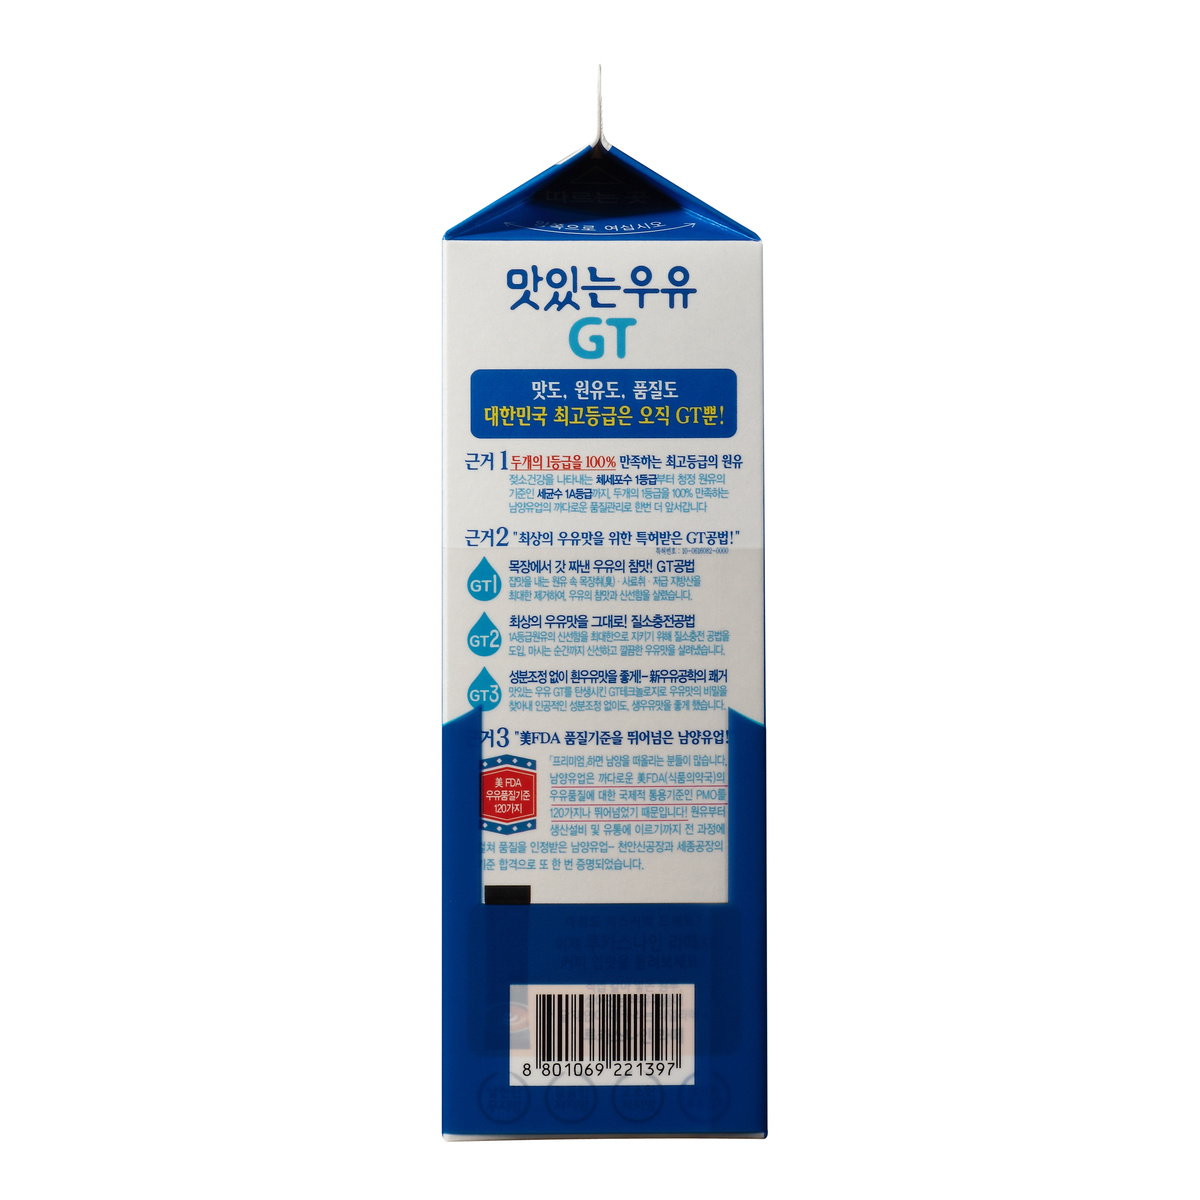 따르는 곳
양쪽으로 여십시오
맛있는우유
GT
맛도, 원유도, 품질도
대한민국 최고등급은 오직 GT뿐!
근거1 두개의 1등급을 100% 만족하는 최고등급의 원유
젖소건강을 나타내는 체세포수 1등급부터 청정 원유의
기준인 세균수 1A등급까지, 두개의 1등급을 100% 만족하는
남양유업의 까다로운 품질관리로 한번 더 앞서갑니다
근거2 "최상의 우유맛을 위한 특허받은 GT공법!"
특허번호 : 10-0616082-0000
GT1
목장에서 갓 짜낸 우유의 참맛! GT공법
잡맛을 내는 원유 속 목장취(臭)·사료취·저급 지방산을
최대한 제거하여, 우유의 참맛과 신선함을 살렸습니다.
GT2
최상의 우유맛을 그대로! 질소충전공법
1A등급원유의 신선함을 최대한으로 지키기 위해 질소충전 공법을
도입, 마시는 순간까지 신선하고 깔끔한 우유맛을 살려냈습니다.
GT3
성분조정 없이 흰우유맛을 좋게!-新우유공학의 쾌거
맛있는 우유 GT를 탄생시킨 GT테크놀로지로 우유맛의 비밀을
찾아내 인공적인 성분조정 없이도, 생우유맛을 좋게 했습니다.
거3 "美FDA 품질기준을 뛰어넘은 남양유업!
美 FDA
우유품질기준
120가지
「프리미엄」하면 남양을 떠올리는 분들이 많습니다.
남양유업은 까다로운 美FDA(식품의약국)의
우유품질에 대한 국제적 통용기준인 PMO를
120가지나 뛰어넘었기 때문입니다! 원유부터
생산설비 및 유통에 이르기까지 전 과정에
걸쳐 품질을 인정받은 남양유업- 천안신공장과 세종공장의
기준 합격으로 또 한 번 증명되었습니다.
8 801069 221397